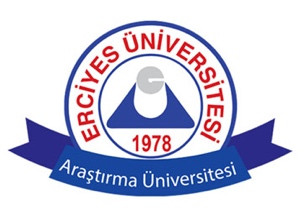 ERCİYES ÜNİVERSİTESİ
1978
Araştırma Üniversitesi